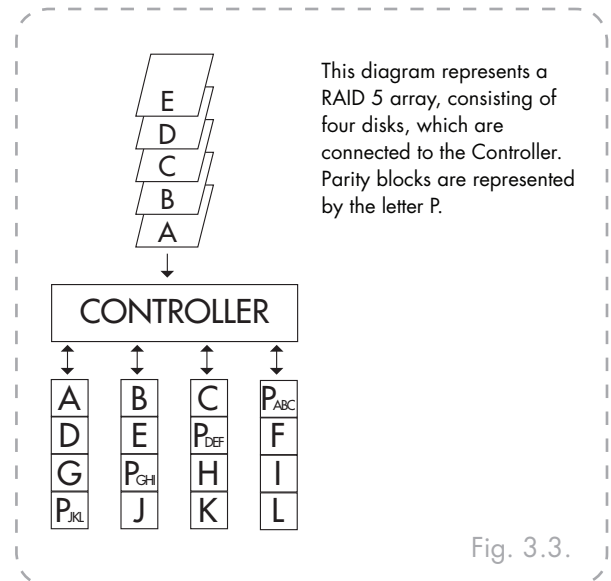 This diagram represents a
RAID 5 array, consisting of
four disks, which are
connected to the Controller.
Parity blocks are represented
by the letter P.
E
D
C
B
A
CONTROLLER
A B C PABC
D E PDEF F
G PGHI H I
PJKL J K L
Fig. 3.3.